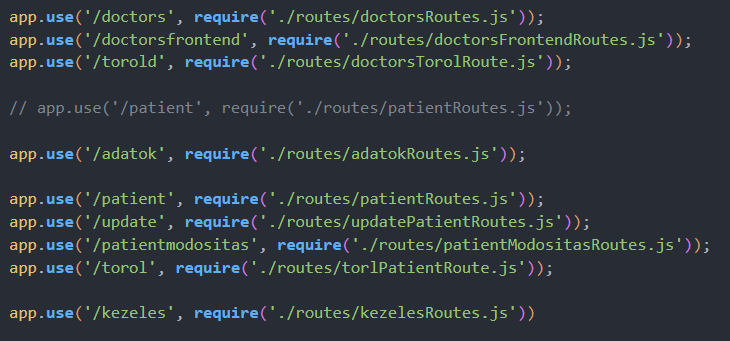 app.use('/doctors', require('./routes/doctorsRoutes.js'));
app.use('/doctorsfrontend', require('./routes/doctorsFrontendRoutes.js'));
app.use('/torold', require('./routes/doctorsTorolRoute.js'));
// app.use('/patient', require('./routes/patientRoutes.js'));
app.use('/adatok', require('./routes/adatokRoutes.js'));
app.use('/patient', require('./routes/patientRoutes.js'));
app.use('/update', require('./routes/updatePatientRoutes.js'));
app.use('/patientmodositas', require('./routes/patientModositasRoutes.js'));
app.use('/torol', require('./routes/torlPatientRoute.js'));
app.use('/kezeles', require('./routes/kezelesRoutes.js'))